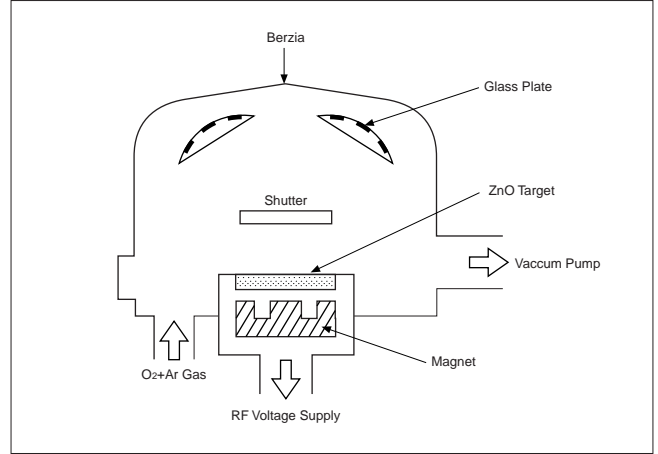 Berzia
Glass Plate
ZnO Target
Shutter
Vaccum Pump
Magnet
O2+Ar Gas
RF Voltage Supply